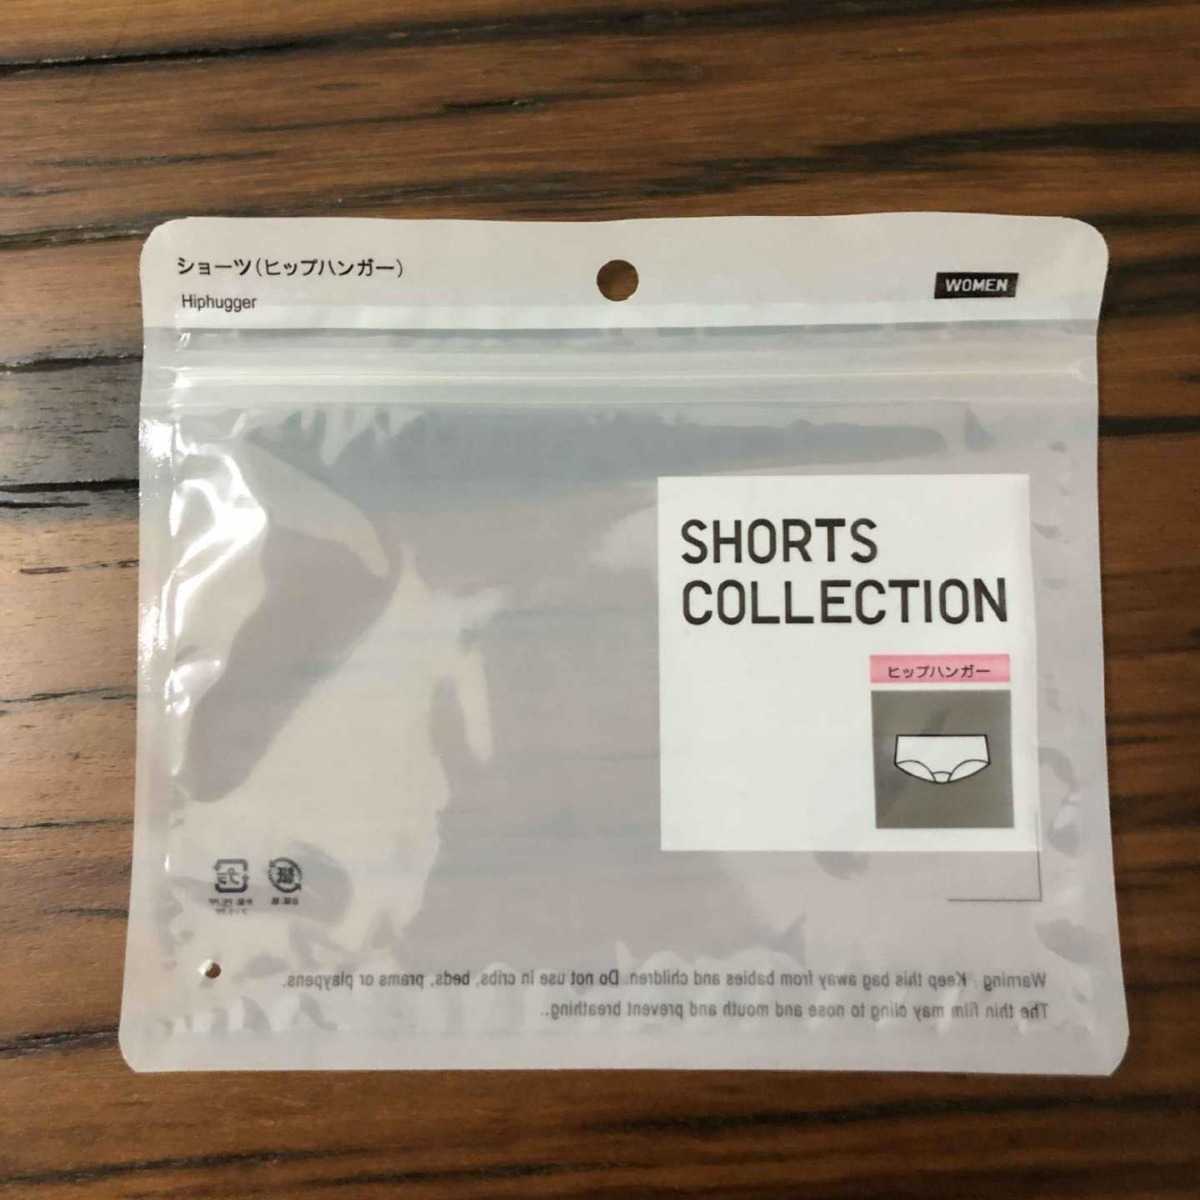 ショーツ(ヒップハンガー)
Hiphugger
WOMEN
SHORTS
COLLECTION
ヒップハンガー
Warning : Keep this bag away from babies and children. Do not use in cribs, beds, prams or playpens.
The thin film may cling to nose and mouth and prevent breathing..